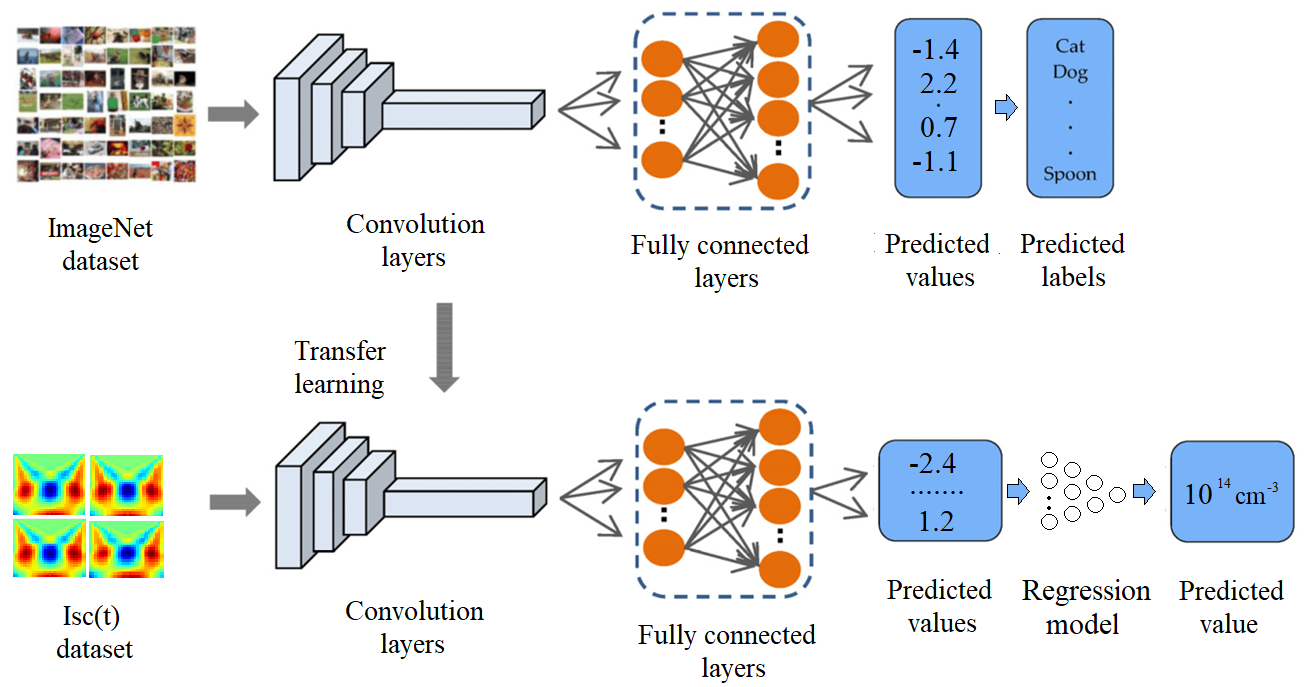 ImageNet
dataset
Convolution
layers
Fully connected
layers
-1.4
2.2
.
0.7
-1.1
Predicted
values
Cat
Dog
.
.
.
Spoon
Predicted
labels
Transfer
learning
Isc(t)
dataset
Convolution
layers
Fully connected
layers
-2.4
.......
1.2
Predicted
values
Regression
model
10 14 cm-3
Predicted
value